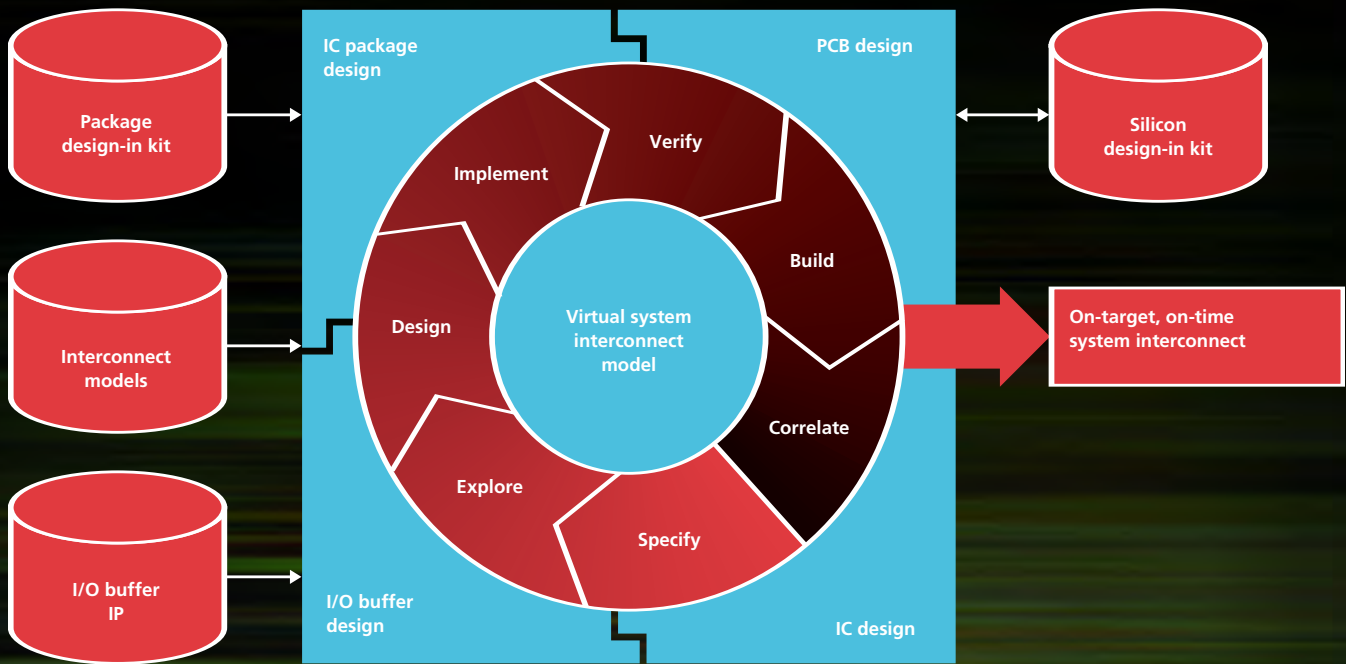 IC package
design
PCB design
Package
design-in kit
Silicon
design-in kit
Verify
Implement
Build
Design
Virtual system
interconnect
model
Interconnect
models
On-target, on-time
system interconnect
Correlate
Explore
Specify
I/O buffer
IP
I/O buffer
design
IC design